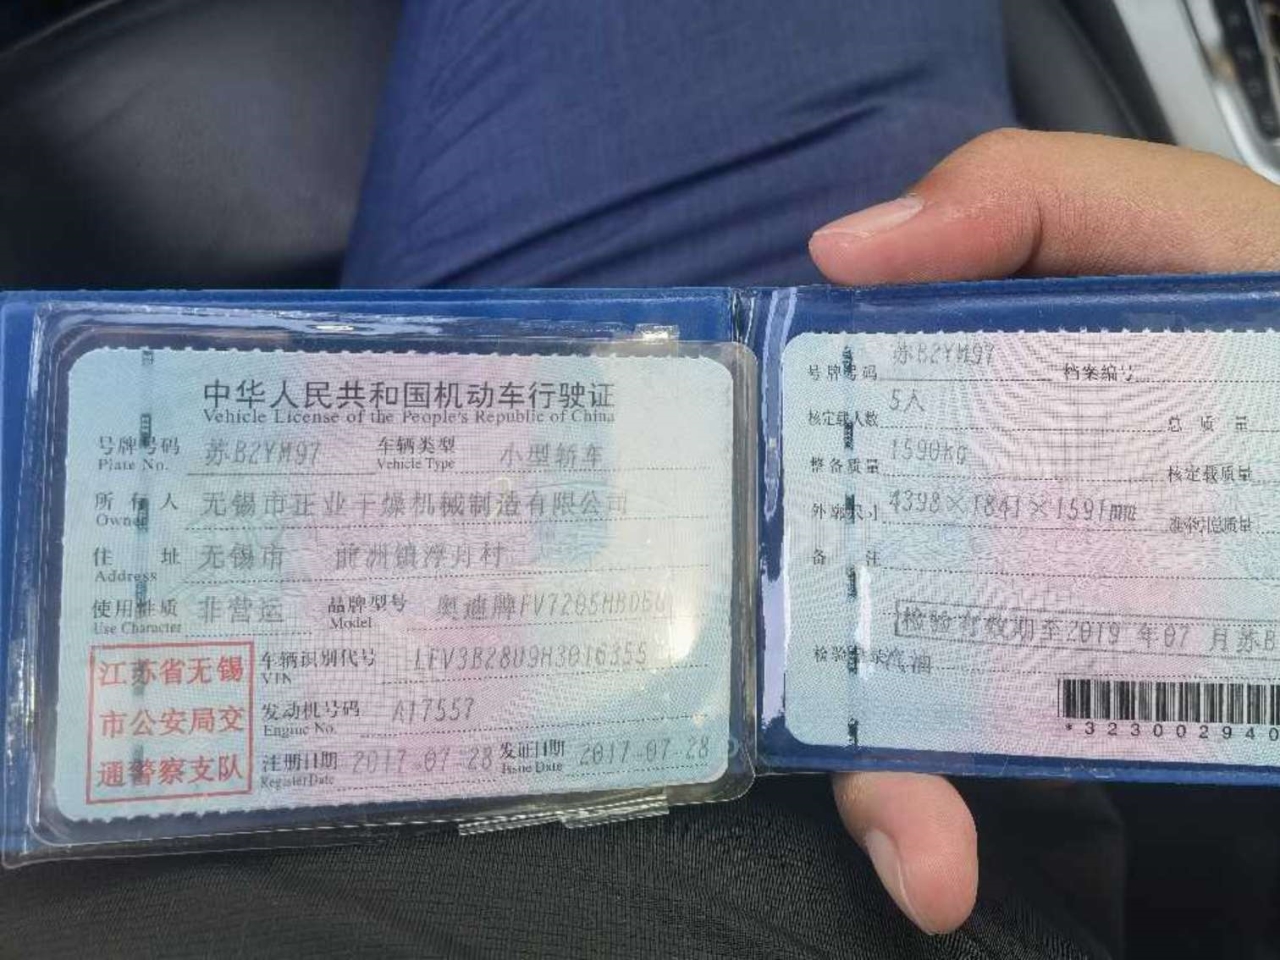 中华人民共和国机动车行驶证
Vehicle License of the People's Republic of China
号牌号码 苏B2YM97 车辆类型 小型轿车
Plate No. Vehicle Type
所有人 无锡市正业干燥机械制造有限公司
Owner
住址 无锡市 前洲镇浮舟村
Address
使用性质 非营运 品牌型号 奥迪牌FV7205HBDBG
Use Character Model
江苏省无锡
市公安局交
通警察支队
车辆识别代号 LFV3B28U9H3016355
VIN
发动机号码 A17557
Engine No.
注册日期 2017-07-28 发证日期 2017-07-28
Register Date Issue Date
号牌号码 苏B2YM97 档案编号
核定载人数 5人 总质量
整备质量 1590kg 核定载质量
外廓尺寸 4398×1841×1591mm 准牵引总质量
备注
检验有效期至2019年07月苏B
检验记录 汽油
*323002940